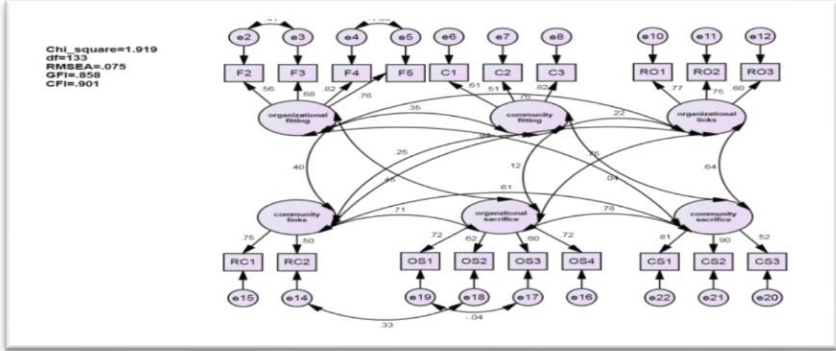 Chi_square=1.919
df=133
RMSEA=.075
GFI=.858
CFI=.901
e2 e3 e4 e5 e6 e7 e8 e10 e11 e12
F2 F3 F4 F5 C1 C2 C3 RO1 RO2 RO3
.56 .68 .82 .76 .61 .51 .82 .77 .75 .60
organizational
fitting
community
fitting
organizational
links
.35 .22
.25 .12 .04
.40 .64
.61
.71 .78
community
links
organzitional
sacrifice
community
sacrifice
.75 .50 .72 .62 .60 .72 .81 .90 .52
RC1 RC2 OS1 OS2 OS3 OS4 CS1 CS2 CS3
e15 e14 e19 e18 e17 e16 e22 e21 e20
.33 -.04